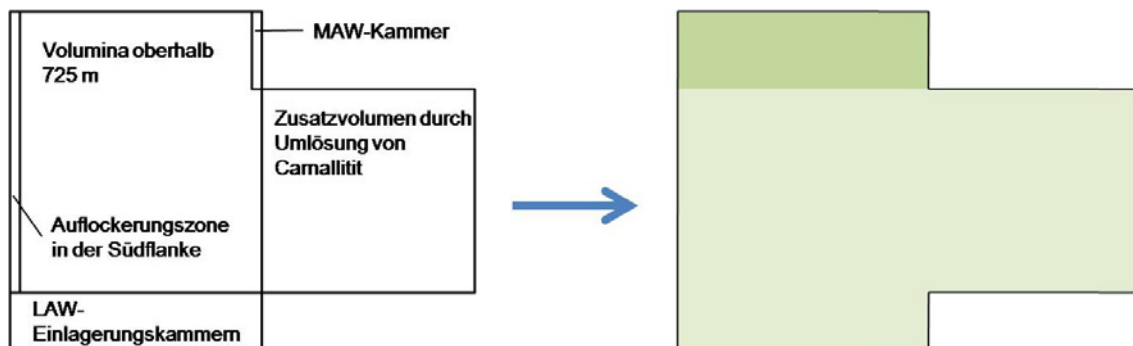 Volumina oberhalb
725 m
MAW-Kammer
Zusatzvolumen durch
Umlösung von
Carnallitit
Auflockerungszone
in der Südflanke
LAW-
Einlagerungskammern